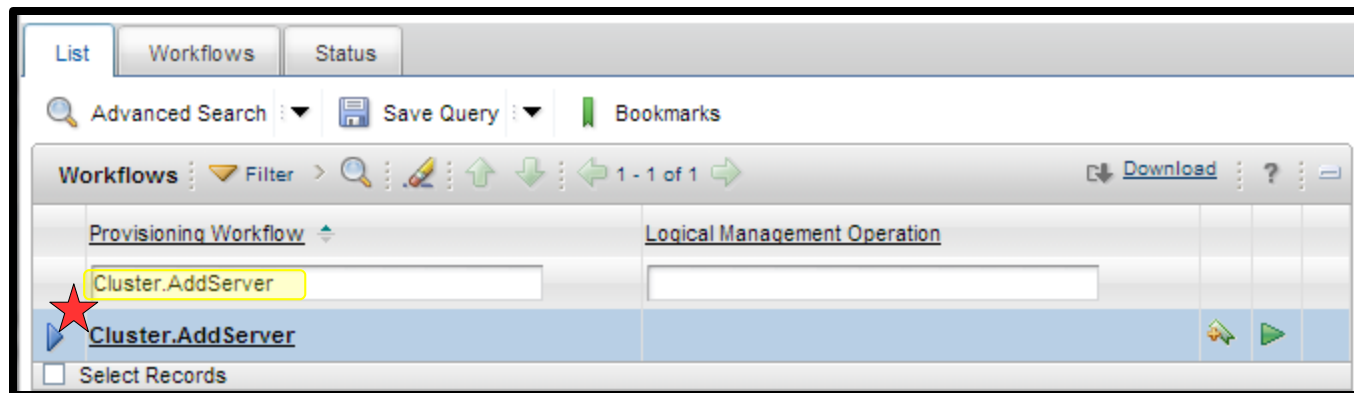 List Workflows Status
Advanced Search Save Query Bookmarks
Workflows Filter > 1 - 1 of 1 Download ?
Provisioning Workflow Logical Management Operation
Cluster.AddServer
Cluster.AddServer
Select Records